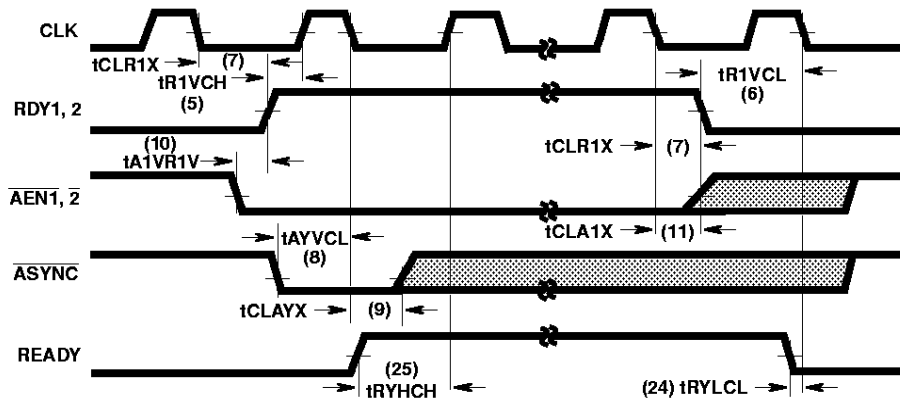 CLK
tCLR1X
(7)
tR1VCH
(5)
tR1VCL
(6)
RDY1, 2
(10)
tA1VR1V
tCLR1X
(7)
AEN1, 2
tCLA1X
(11)
tAYVCL
(8)
ASYNC
tCLAYX
(9)
READY
(25)
tRYHCH
(24) tRYLCL